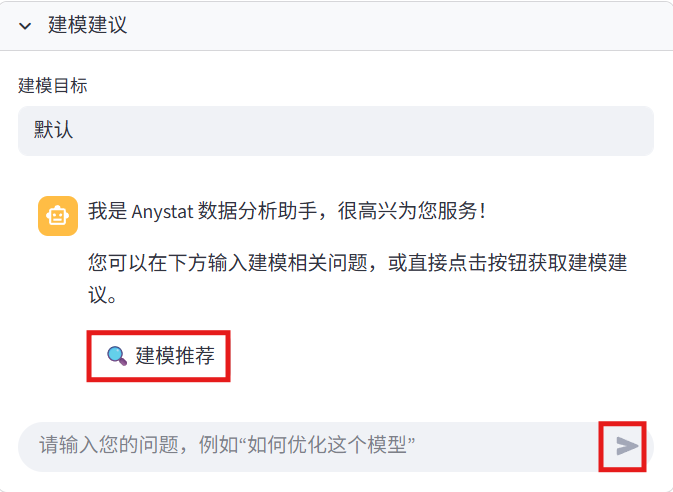 建模建议
建模目标
默认
我是 Anystat 数据分析助手，很高兴为您服务！
您可以在下方输入建模相关问题，或直接点击按钮获取建模建
议。
建模推荐
请输入您的问题，例如“如何优化这个模型”